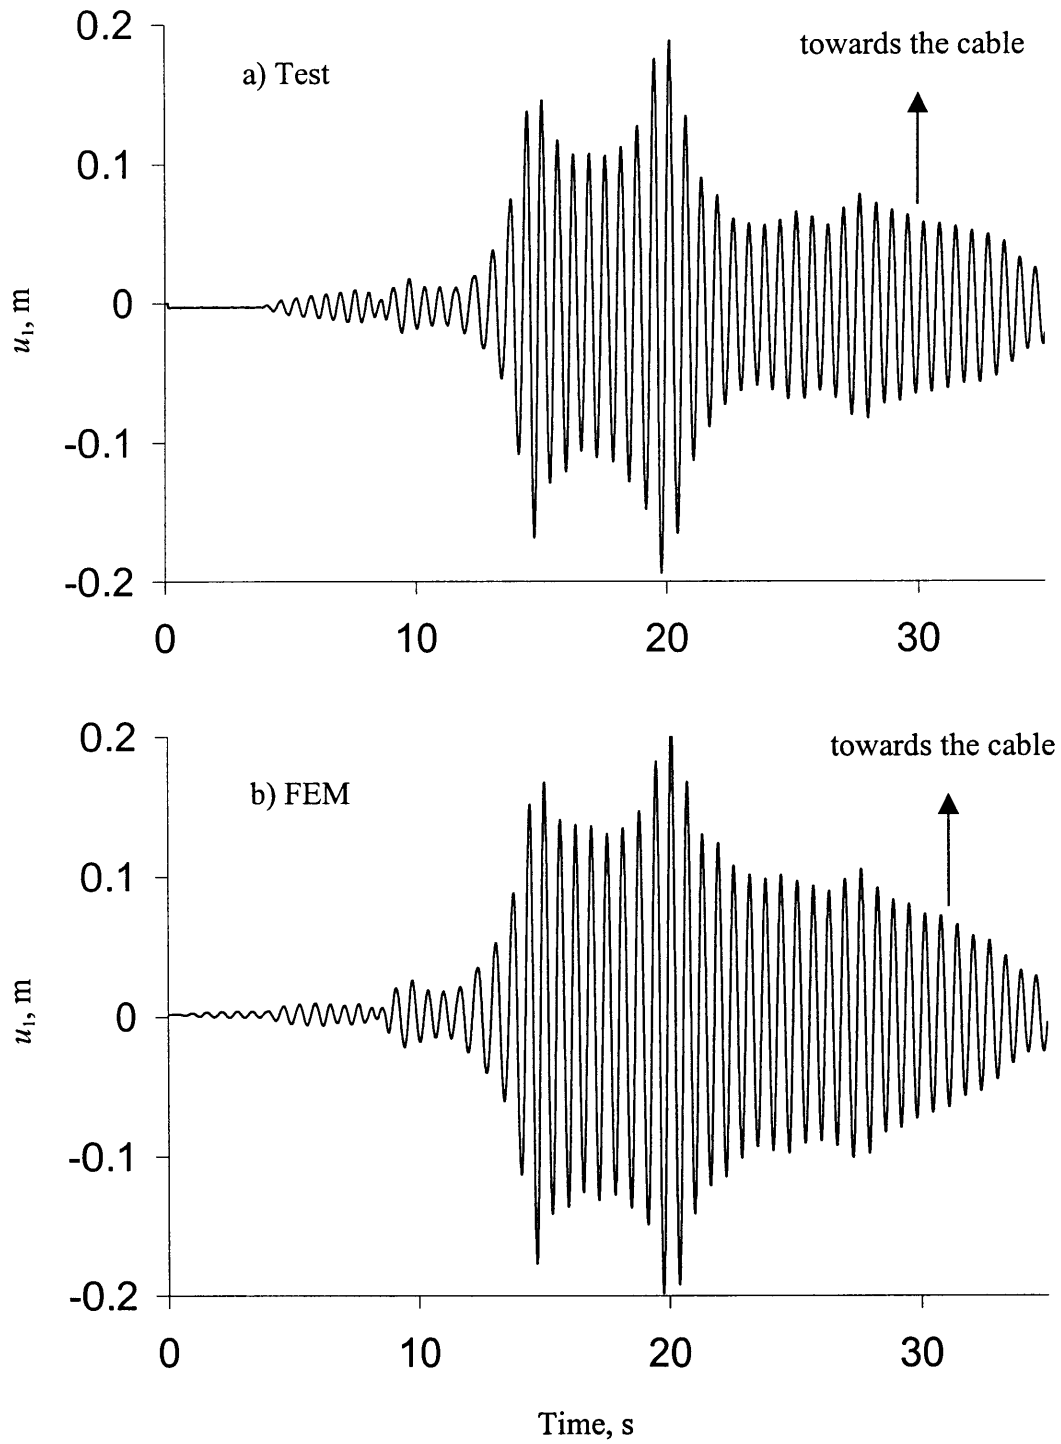 0.2
towards the cable
a) Test
0.1
0
u₁, m
-0.1
-0.2
0 10 20 30
0.2
towards the cable
b) FEM
0.1
0
u₁, m
-0.1
-0.2
0 10 20 30
Time, s